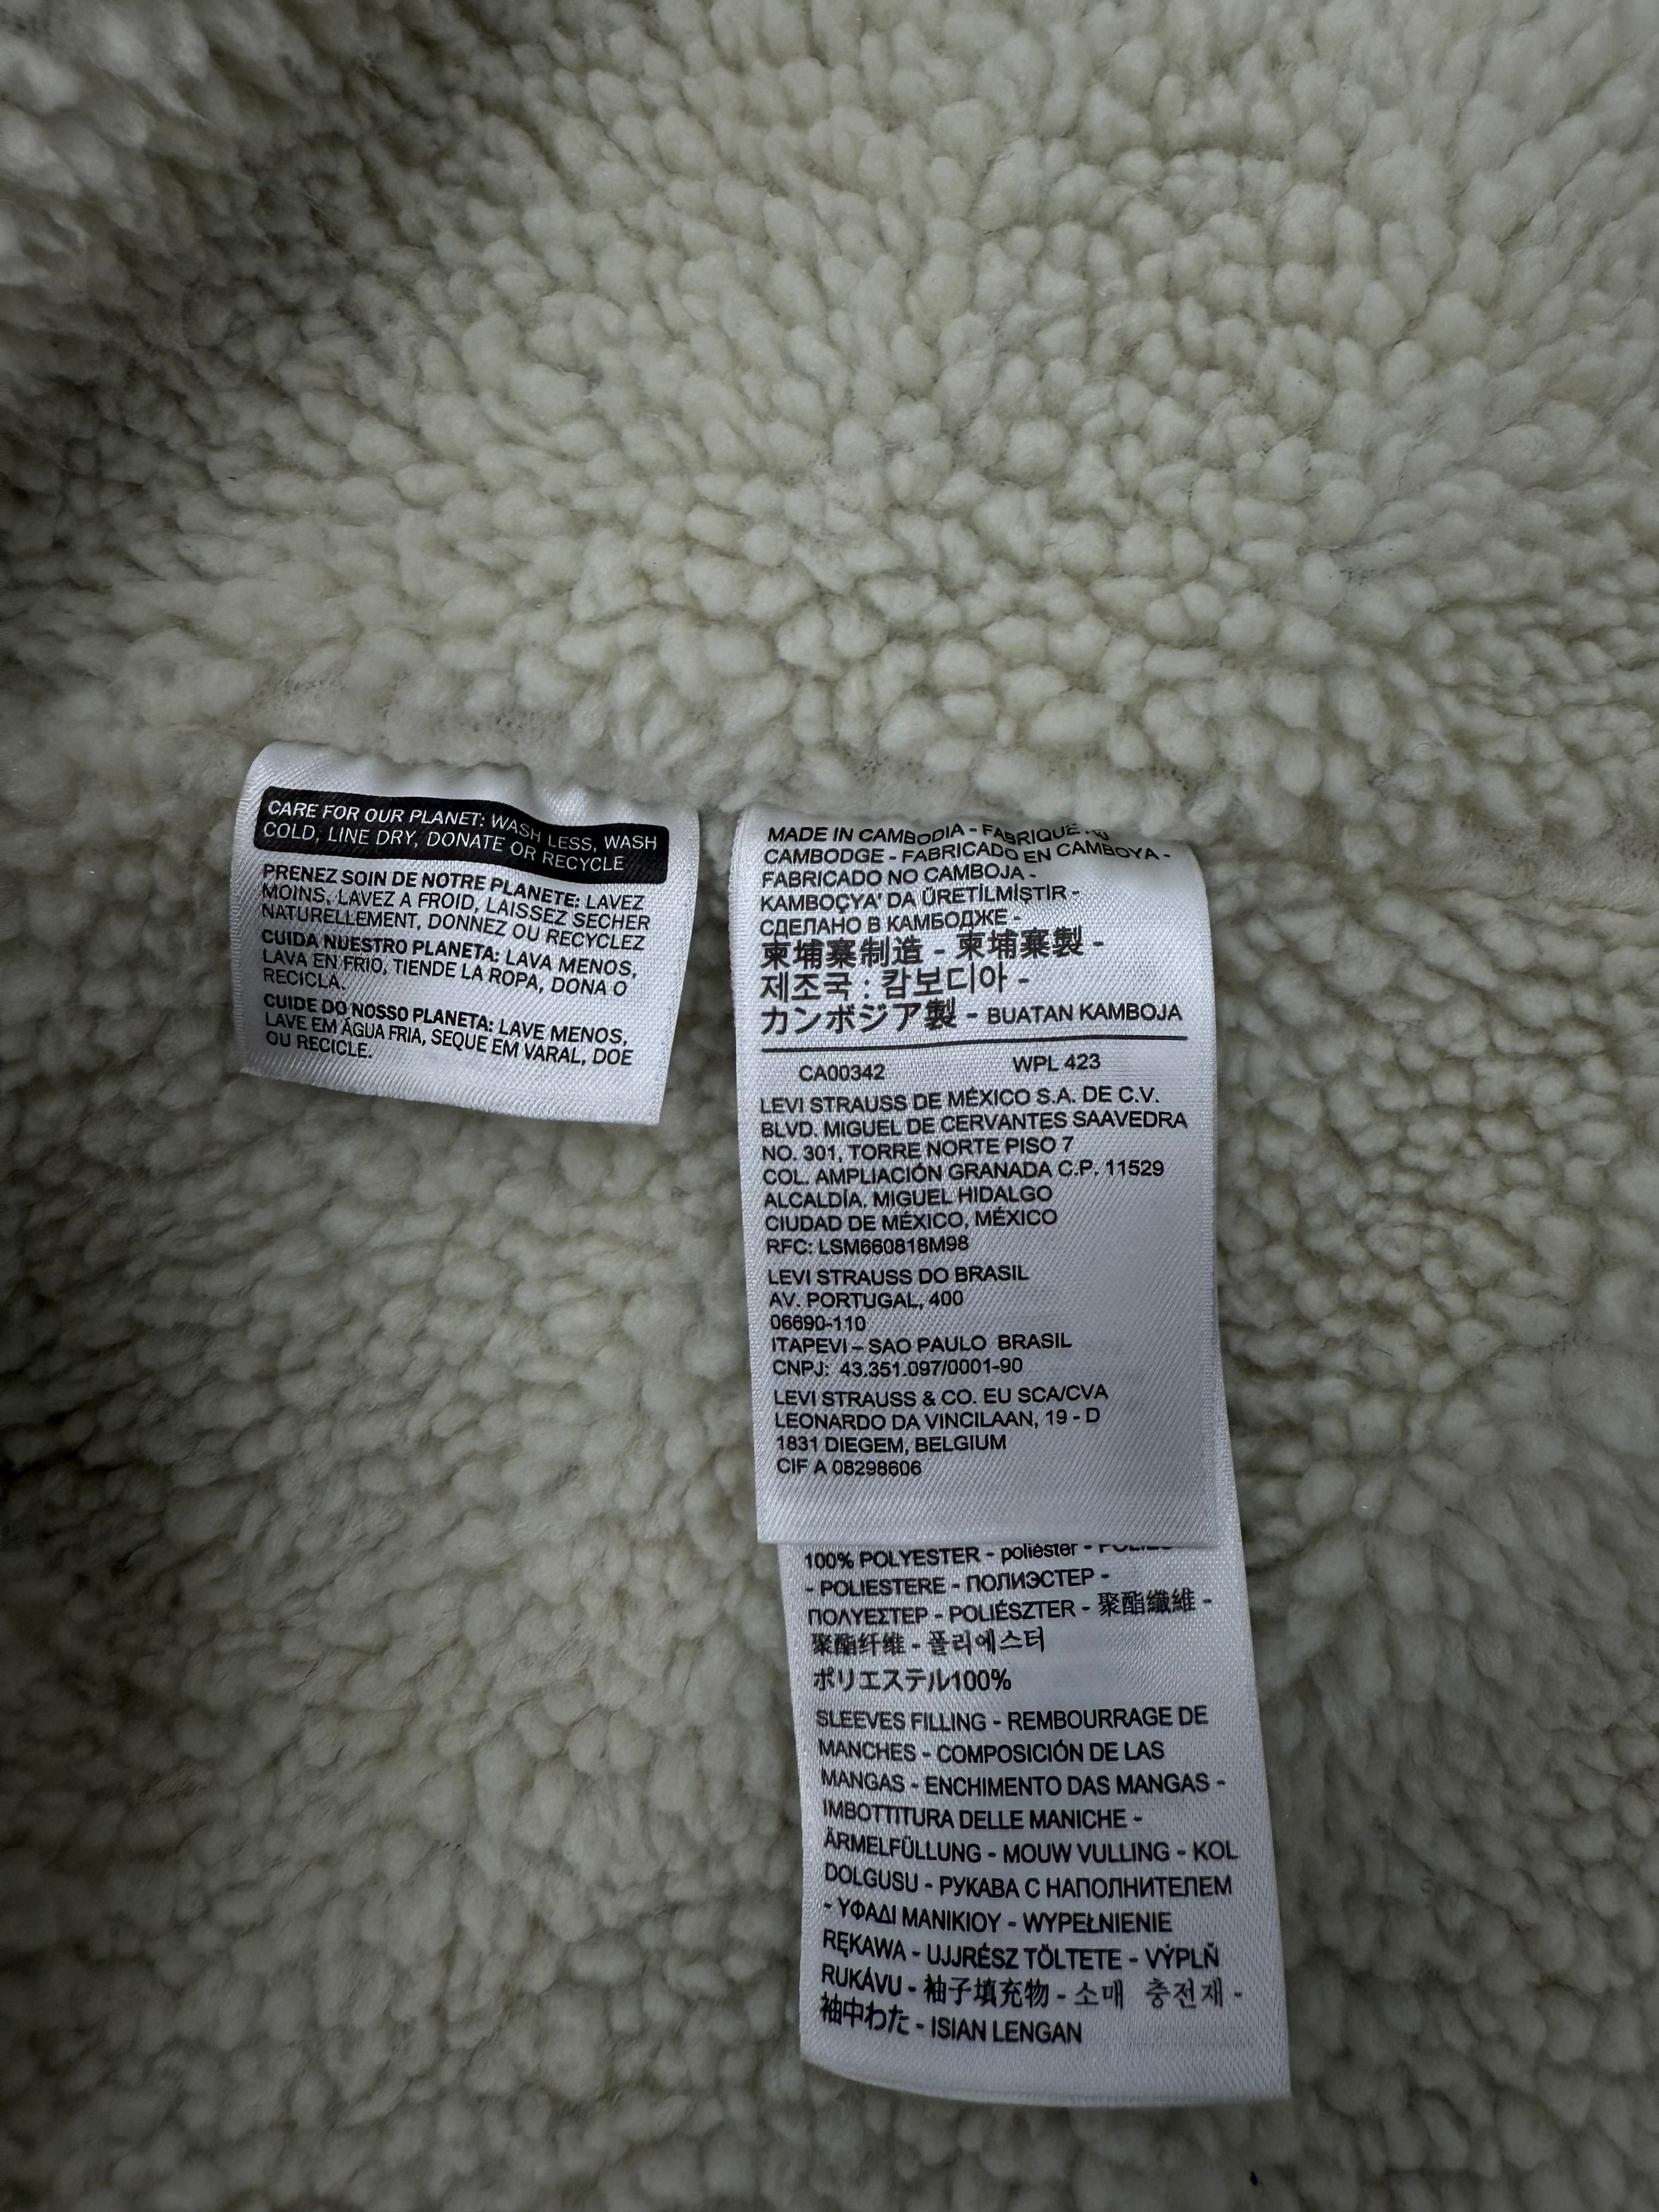 CARE FOR OUR PLANET: WASH LESS, WASH
COLD, LINE DRY, DONATE OR RECYCLE
PRENEZ SOIN DE NOTRE PLANETE: LAVEZ
MOINS, LAVEZ A FROID, LAISSEZ SECHER
NATURELLEMENT, DONNEZ OU RECYCLEZ
CUIDA NUESTRO PLANETA: LAVA MENOS,
LAVA EN FRIO, TIENDE LA ROPA, DONA O
RECICLA.
CUIDE DO NOSSO PLANETA: LAVE MENOS,
LAVE EM ÁGUA FRIA, SEQUE EM VARAL, DOE
OU RECICLE.
MADE IN CAMBODIA - FABRIQUÉ AU
CAMBODGE - FABRICADO EN CAMBOYA -
FABRICADO NO CAMBOJA -
KAMBOÇYA' DA ÜRETİLMİŞTİR -
СДЕЛАНО В КАМБОДЖЕ -
柬埔寨制造 - 柬埔寨製 -
제조국 : 캄보디아 -
カンボジア製 - BUATAN KAMBOJA
CA00342 WPL 423
LEVI STRAUSS DE MÉXICO S.A. DE C.V.
BLVD. MIGUEL DE CERVANTES SAAVEDRA
NO. 301, TORRE NORTE PISO 7
COL. AMPLIACIÓN GRANADA C.P. 11529
ALCALDÍA. MIGUEL HIDALGO
CIUDAD DE MÉXICO, MÉXICO
RFC: LSM660818M98
LEVI STRAUSS DO BRASIL
AV. PORTUGAL, 400
06690-110
ITAPEVI – SAO PAULO BRASIL
CNPJ: 43.351.097/0001-90
LEVI STRAUSS & CO. EU SCA/CVA
LEONARDO DA VINCILAAN, 19 - D
1831 DIEGEM, BELGIUM
CIF A 08298606
100% POLYESTER - poliéster -
- POLIESTERE - ПОЛИЭСТЕР -
ΠΟΛΥΕΣΤΕΡ - POLIÉSZTER - 聚酯纖維 -
聚酯纤维 - 폴리에스터
ポリエステル100%
SLEEVES FILLING - REMBOURRAGE DE
MANCHES - COMPOSICIÓN DE LAS
MANGAS - ENCHIMENTO DAS MANGAS -
IMBOTTITURA DELLE MANICHE -
ÄRMELFÜLLUNG - MOUW VULLING - KOL
DOLGUSU - РУКАВА С НАПОЛНИТЕЛЕМ
- ΥΦΑΔΙ ΜΑΝΙΚΙΟΥ - WYPEŁNIENIE
RĘKAWA - UJJRÉSZ TÖLTETE - VÝPLŇ
RUKÁVU - 袖子填充物 - 소매 충전재 -
袖中わた - ISIAN LENGAN